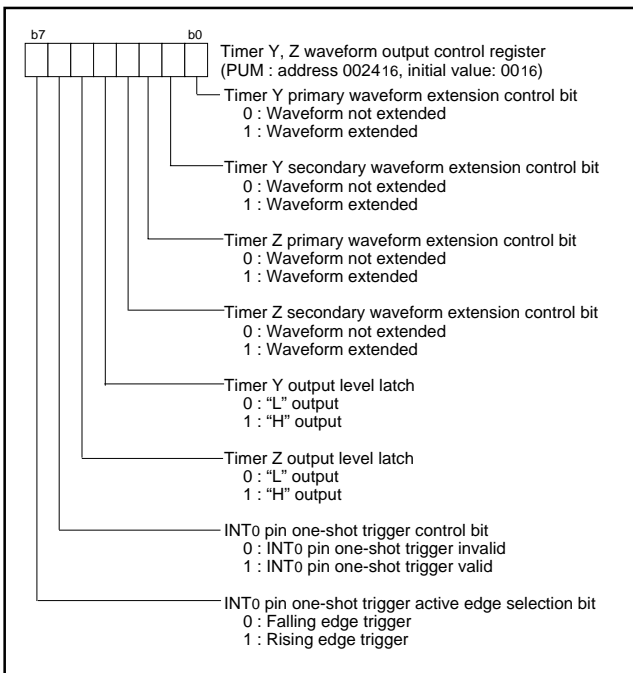 b7 b0
Timer Y, Z waveform output control register
(PUM : address 002416, initial value: 0016)
Timer Y primary waveform extension control bit
0 : Waveform not extended
1 : Waveform extended
Timer Y secondary waveform extension control bit
0 : Waveform not extended
1 : Waveform extended
Timer Z primary waveform extension control bit
0 : Waveform not extended
1 : Waveform extended
Timer Z secondary waveform extension control bit
0 : Waveform not extended
1 : Waveform extended
Timer Y output level latch
0 : “L” output
1 : “H” output
Timer Z output level latch
0 : “L” output
1 : “H” output
INT0 pin one-shot trigger control bit
0 : INT0 pin one-shot trigger invalid
1 : INT0 pin one-shot trigger valid
INT0 pin one-shot trigger active edge selection bit
0 : Falling edge trigger
1 : Rising edge trigger